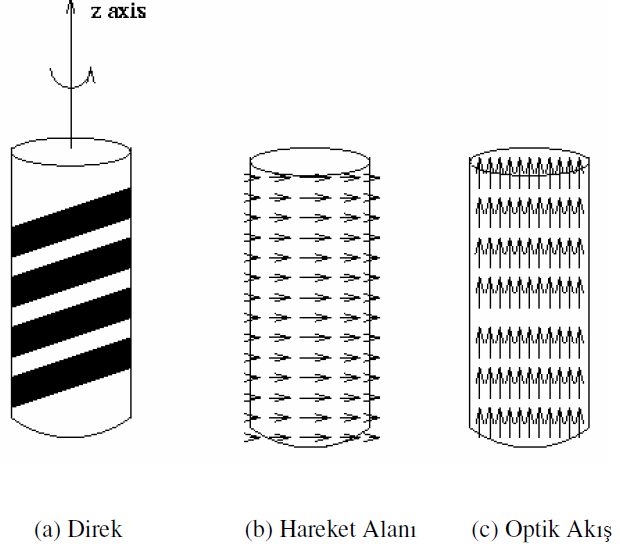 z axis
(a) Direk
(b) Hareket Alanı
(c) Optik Akış